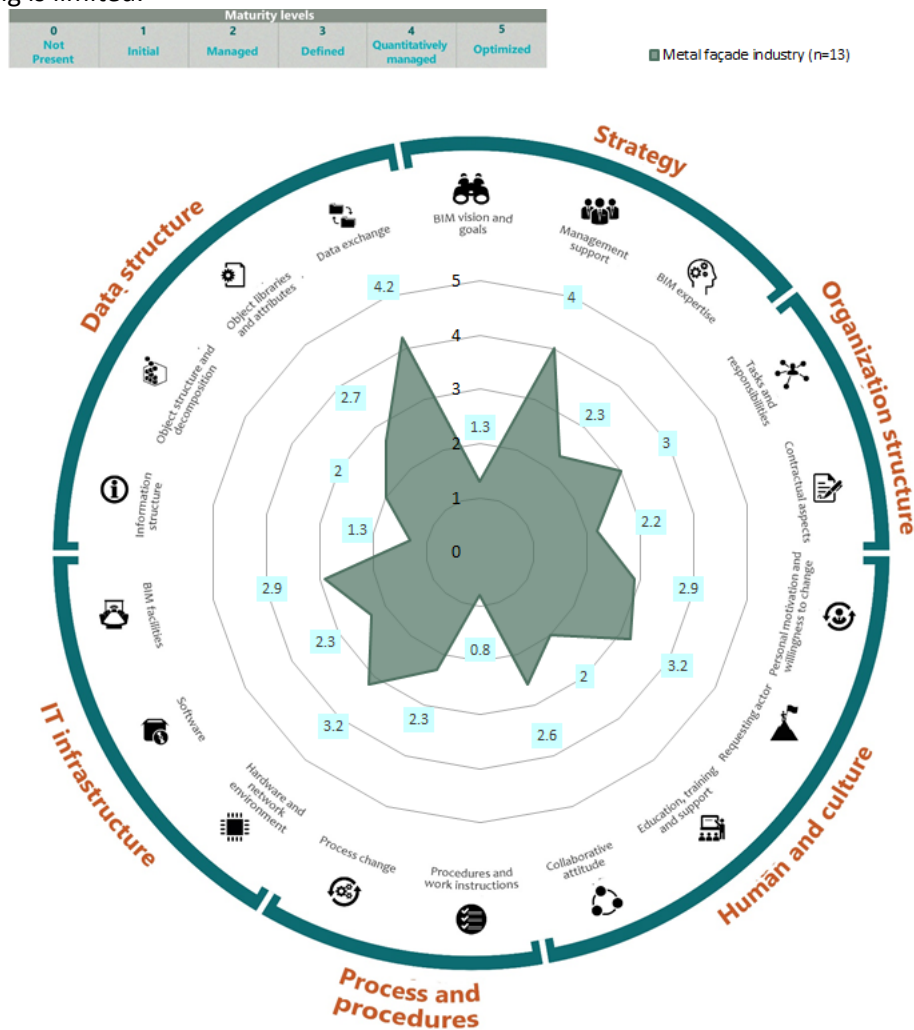 g is limited.
Maturity levels
0
1
2
3
4
5
Not
Present
Initial
Managed
Defined
Quantitatively
managed
Optimized
Metal façade industry (n=13)
Strategy
Data structure
Organization structure
Human and culture
Process and
procedures
IT infrastructure
BIM vision and
goals
Management
support
BIM expertise
Tasks and
responsibilities
Contractual aspects
Personal motivation and
willingness to change
Requesting actor
Education, training
and support
Collaborative
attitude
Procedures and
work instructions
Process change
Hardware and
network
environment
Software
BIM facilities
Information
structure
Object structure and
decomposition
Object libraries
and attributes
Data exchange
5
4
3
2
1
0
1.3
4
2.3
3
2.2
2.9
3.2
2
2.6
0.8
2.3
3.2
2.3
2.9
1.3
2
2.7
4.2